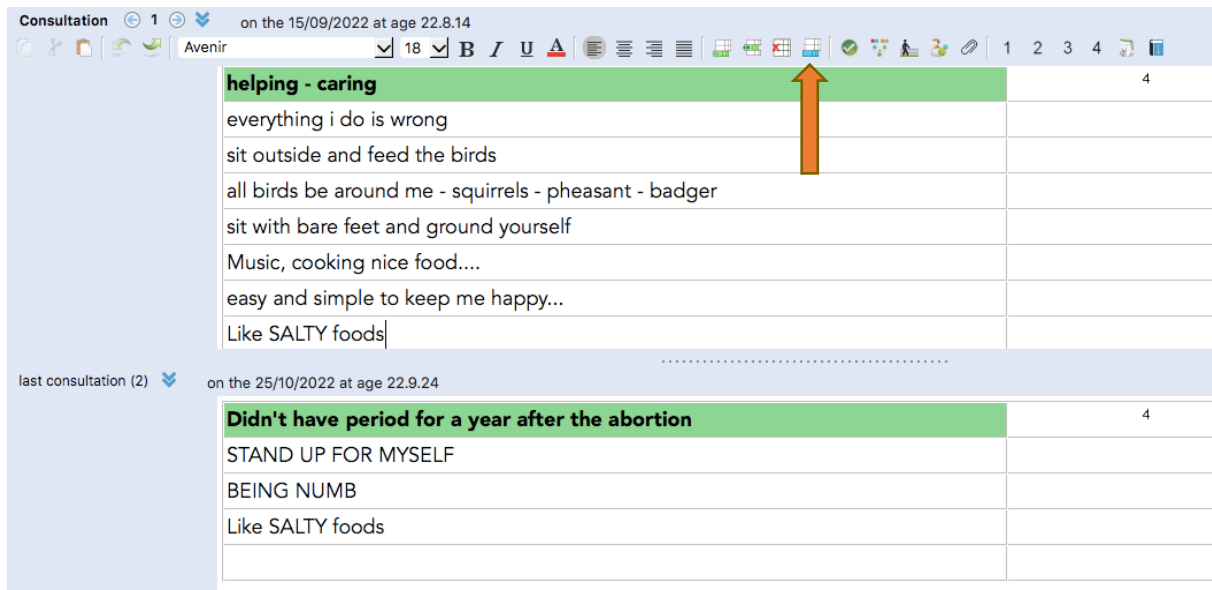 Consultation 1 on the 15/09/2022 at age 22.8.14
Avenir 18 B I U A 1 2 3 4
helping - caring 4
everything i do is wrong
sit outside and feed the birds
all birds be around me - squirrels - pheasant - badger
sit with bare feet and ground yourself
Music, cooking nice food....
easy and simple to keep me happy...
Like SALTY foods
last consultation (2) on the 25/10/2022 at age 22.9.24
Didn't have period for a year after the abortion 4
STAND UP FOR MYSELF
BEING NUMB
Like SALTY foods